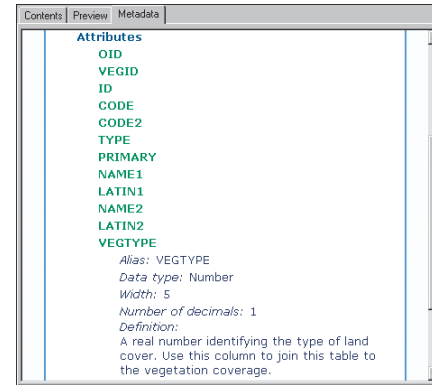 Contents Preview Metadata
Attributes
OID
VEGID
ID
CODE
CODE2
TYPE
PRIMARY
NAME1
LATIN1
NAME2
LATIN2
VEGTYPE
Alias: VEGTYPE
Data type: Number
Width: 5
Number of decimals: 1
Definition:
A real number identifying the type of land
cover. Use this column to join this table to
the vegetation coverage.